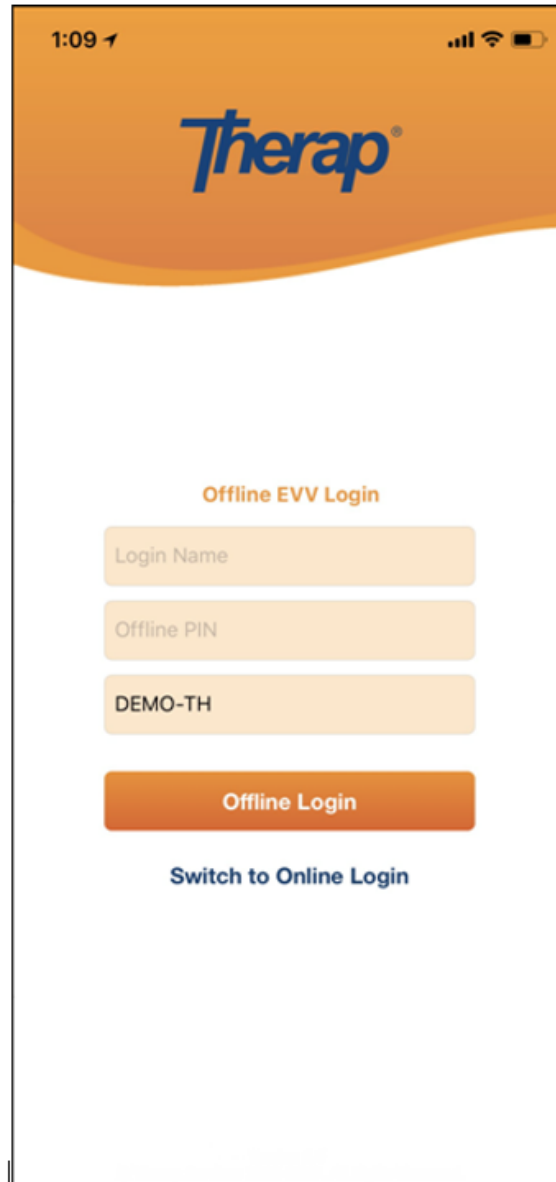 1:09
Therap®
Offline EVV Login
Login Name
Offline PIN
DEMO-TH
Offline Login
Switch to Online Login